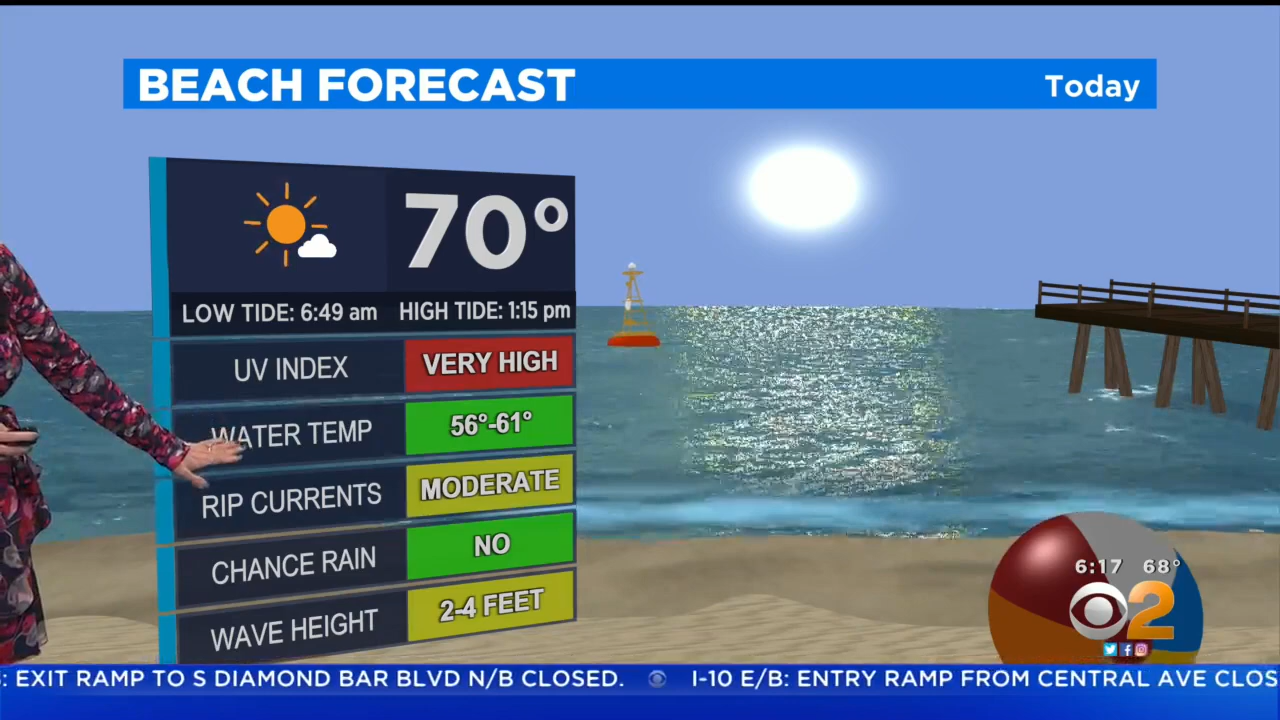 BEACH FORECAST
Today
70°
LOW TIDE: 6:49 am
HIGH TIDE: 1:15 pm
UV INDEX
VERY HIGH
WATER TEMP
56°-61°
RIP CURRENTS
MODERATE
CHANCE RAIN
NO
WAVE HEIGHT
2-4 FEET
6:17 68°
2
: EXIT RAMP TO S DIAMOND BAR BLVD N/B CLOSED.
I-10 E/B: ENTRY RAMP FROM CENTRAL AVE CLOS